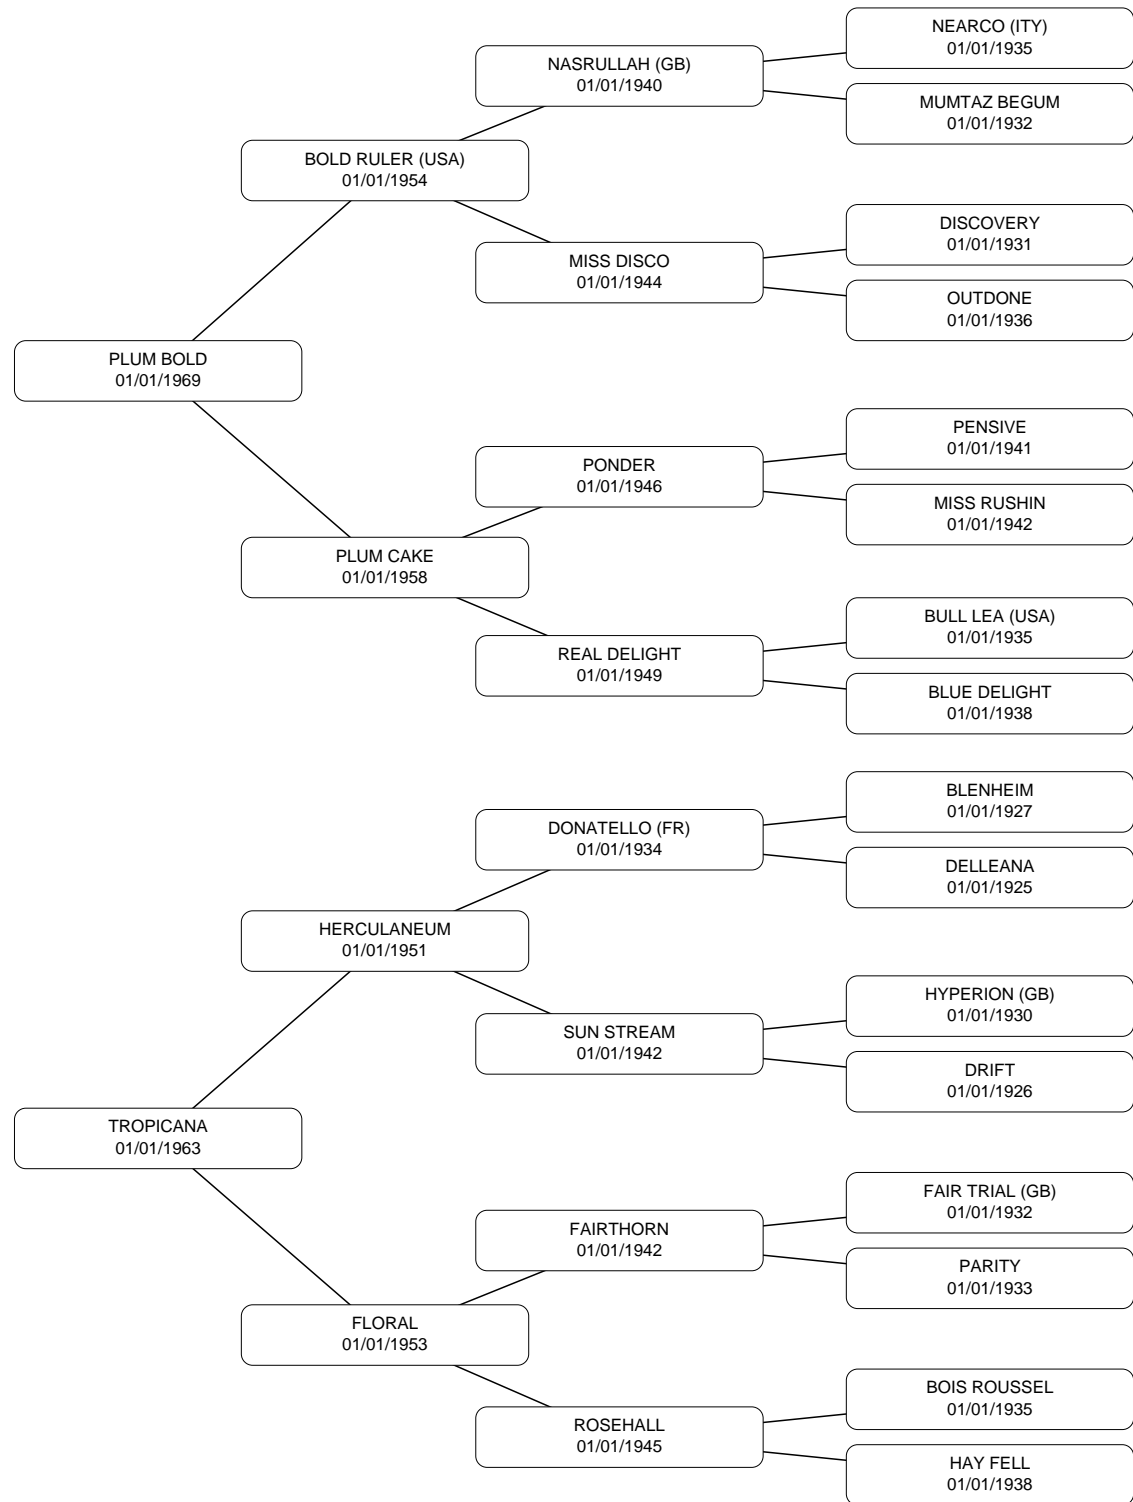 NEARCO (ITY)
01/01/1935
NASRULLAH (GB)
01/01/1940
MUMTAZ BEGUM
01/01/1932
BOLD RULER (USA)
01/01/1954
DISCOVERY
01/01/1931
MISS DISCO
01/01/1944
OUTDONE
01/01/1936
PLUM BOLD
01/01/1969
PENSIVE
01/01/1941
PONDER
01/01/1946
MISS RUSHIN
01/01/1942
PLUM CAKE
01/01/1958
BULL LEA (USA)
01/01/1935
REAL DELIGHT
01/01/1949
BLUE DELIGHT
01/01/1938
BLENHEIM
01/01/1927
DONATELLO (FR)
01/01/1934
DELLEANA
01/01/1925
HERCULANEUM
01/01/1951
HYPERION (GB)
01/01/1930
SUN STREAM
01/01/1942
DRIFT
01/01/1926
TROPICANA
01/01/1963
FAIR TRIAL (GB)
01/01/1932
FAIRTHORN
01/01/1942
PARITY
01/01/1933
FLORAL
01/01/1953
BOIS ROUSSEL
01/01/1935
ROSEHALL
01/01/1945
HAY FELL
01/01/1938